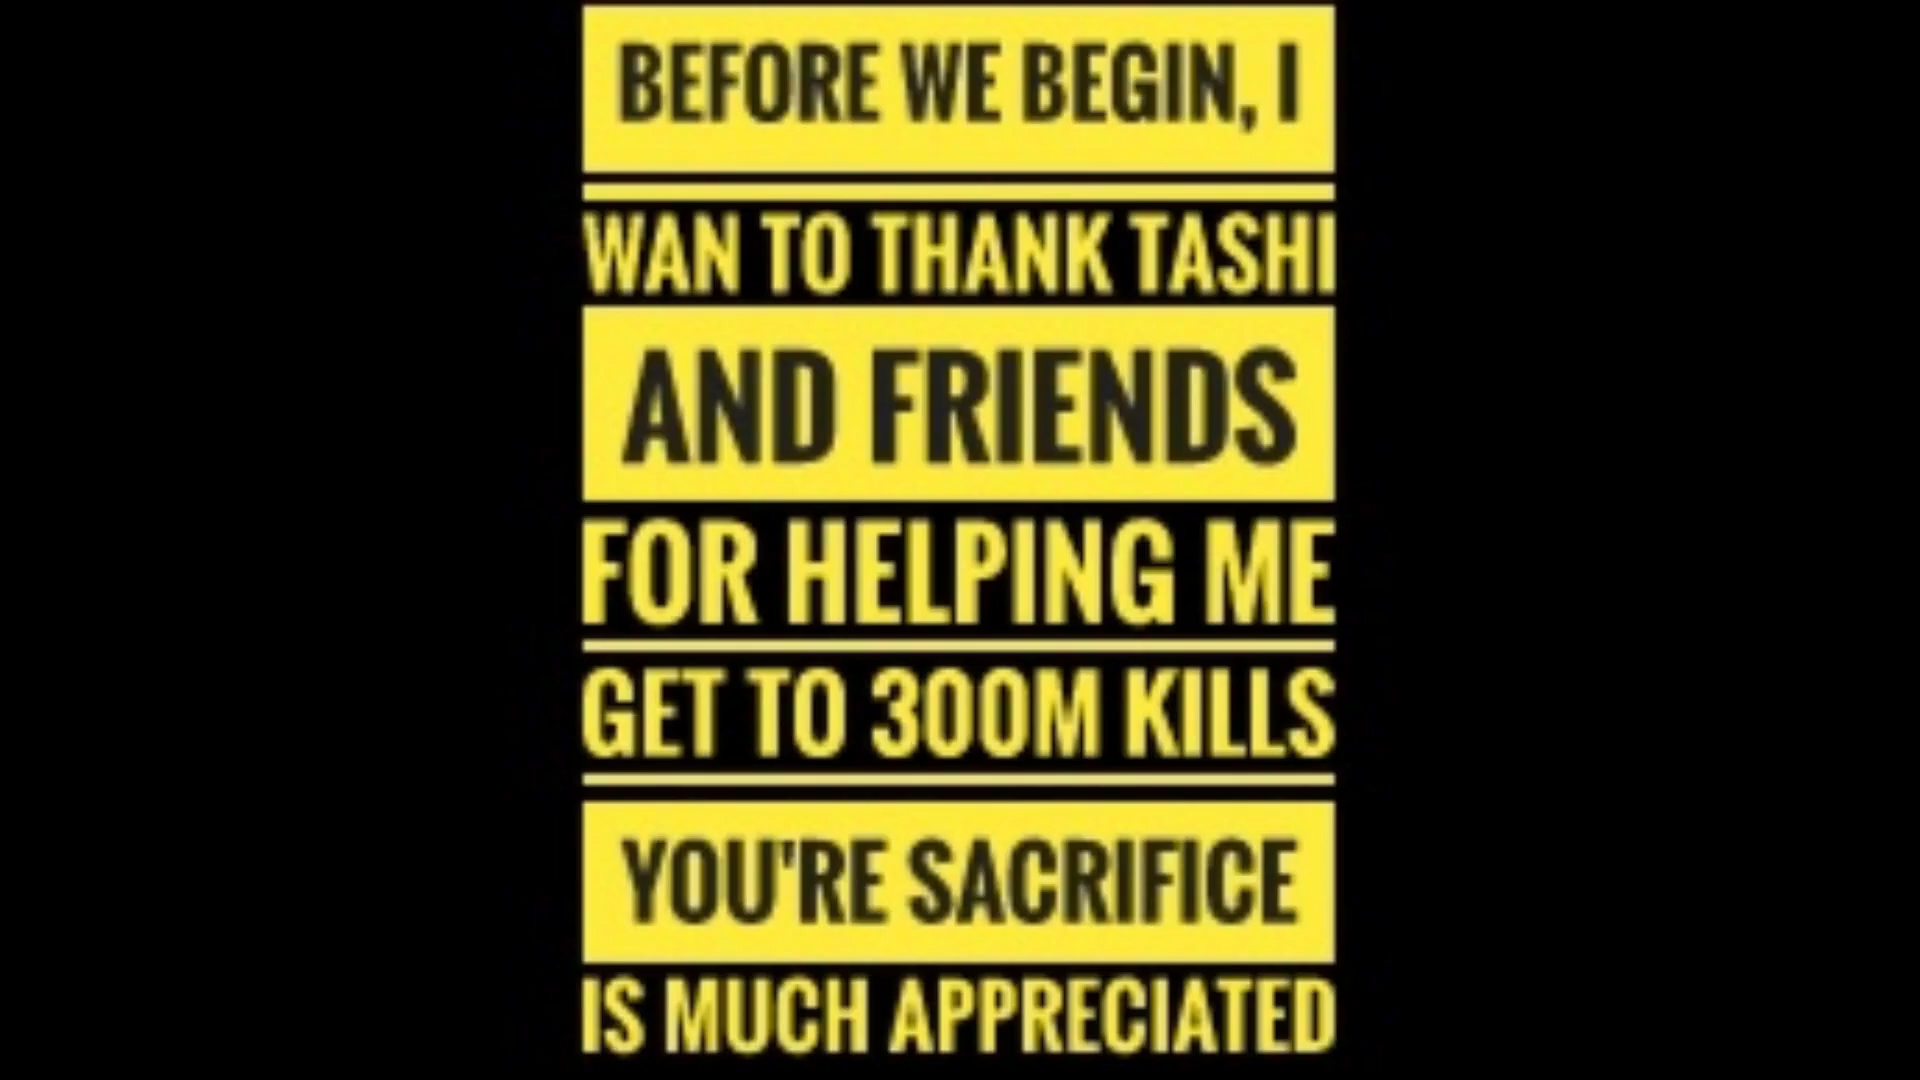 BEFORE WE BEGIN, I
WAN TO THANK TASHI
AND FRIENDS
FOR HELPING ME
GET TO 300M KILLS
YOU'RE SACRIFICE
IS MUCH APPRECIATED